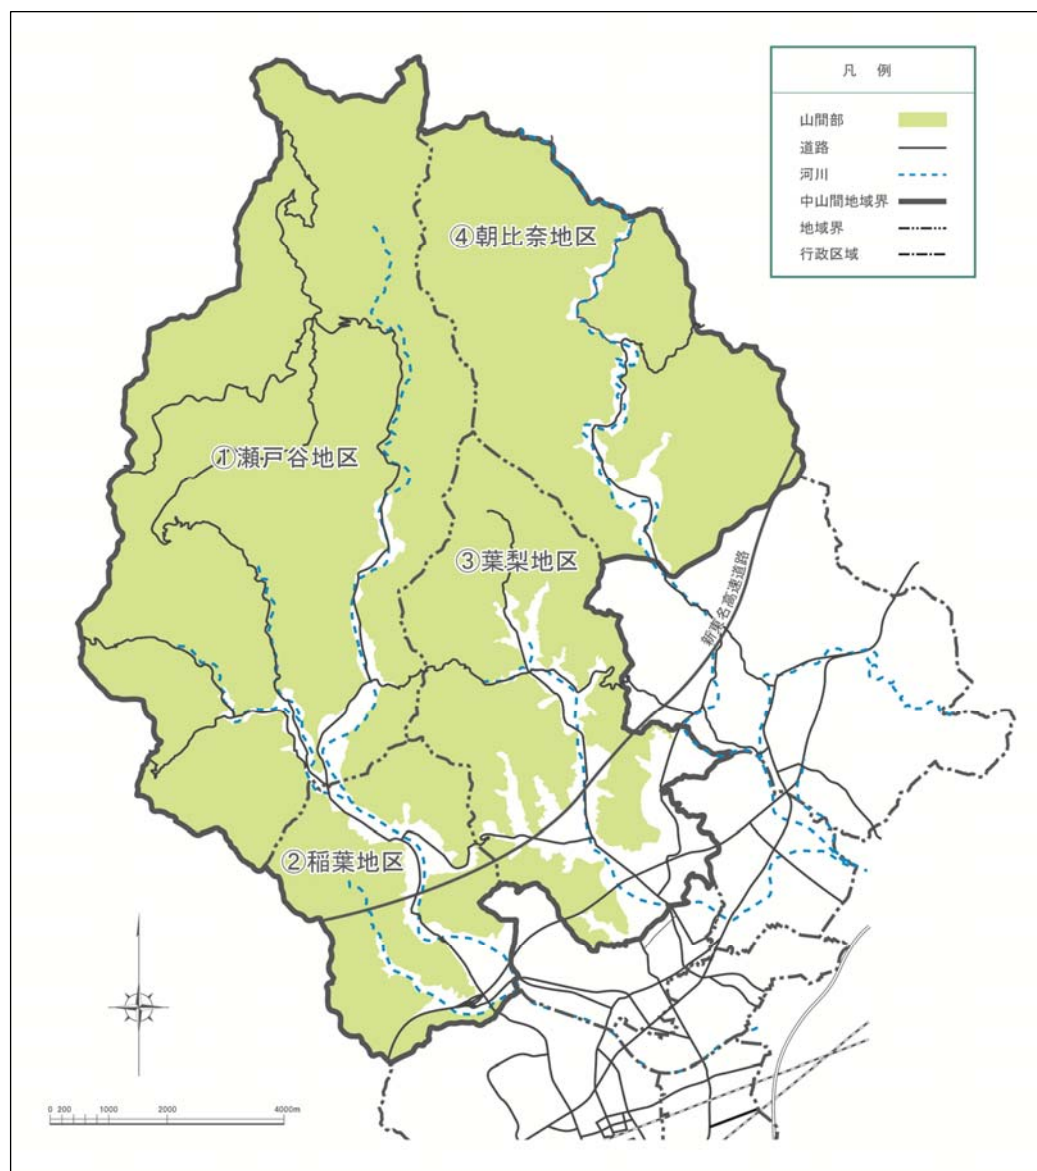 凡 例
山間部
道路
河川
中山間地域界
地域界
行政区域
④朝比奈地区
①瀬戸谷地区
③葉梨地区
新東名高速道路
②稲葉地区
0 200 1000 2000 4000m